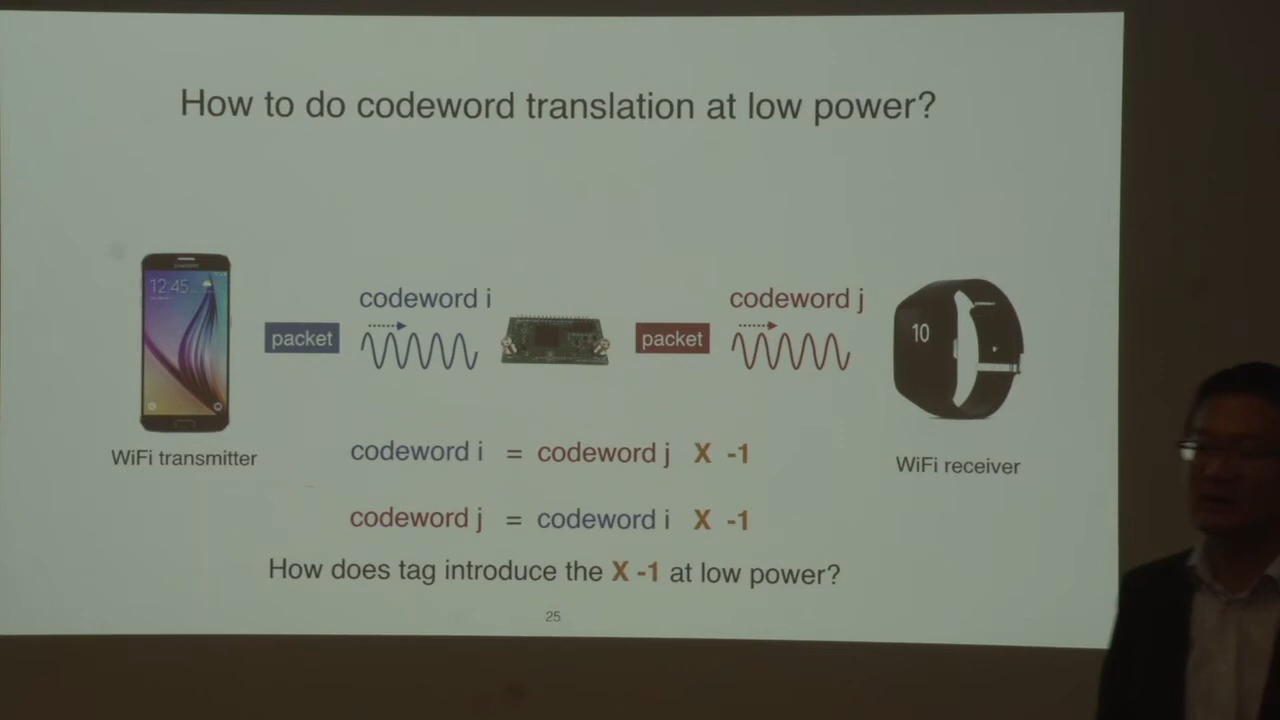 How to do codeword translation at low power?
12:45
codeword i
codeword j
packet
packet
10
WiFi transmitter
WiFi receiver
codeword i = codeword j X -1
codeword j = codeword i X -1
How does tag introduce the X -1 at low power?
25